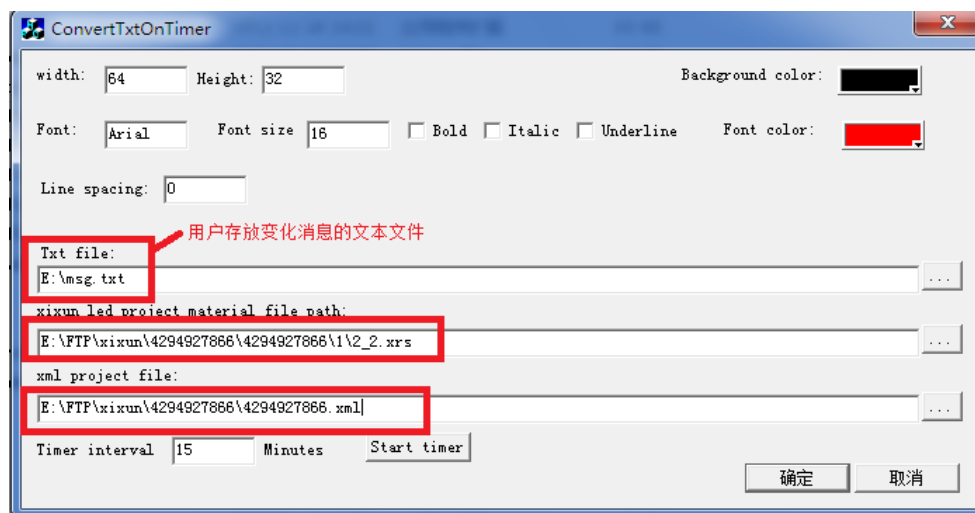 ConvertTxtOnTimer
width: 64 Height: 32 Background color:
Font: Arial Font size 16 Bold Italic Underline Font color:
Line spacing: 0
用户存放变化消息的文本文件
Txt file:
E:\msg.txt
...
xixun led project material file path:
E:\FTP\xixun\4294927866\4294927866\1\2_2.xrs
...
xml project file:
E:\FTP\xixun\4294927866\4294927866.xml
...
Timer interval 15 Minutes Start timer
确定 取消